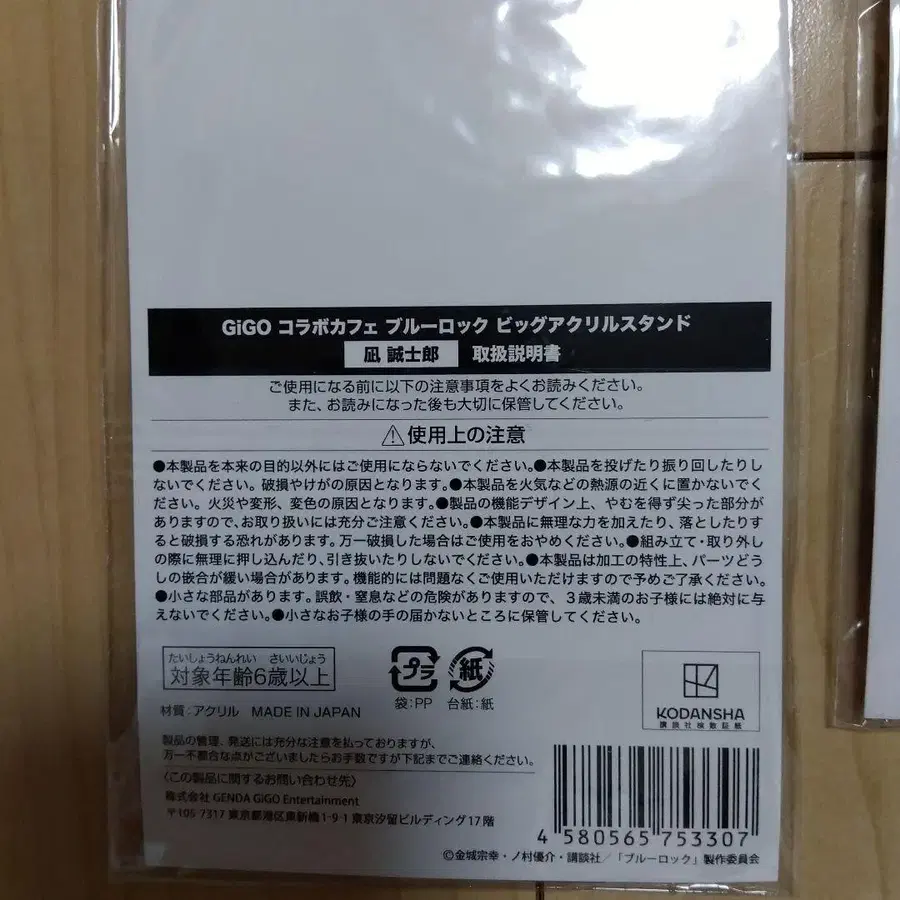 GiGO コラボカフェ ブルーロック ビッグアクリルスタンド
凪 誠士郎 取扱説明書
ご使用になる前に以下の注意事項をよくお読みください。
また、お読みになった後も大切に保管してください。
使用上の注意
●本製品を本来の目的以外にはご使用にならないでください。●本製品を投げたり振り回したりし
ないでください。破損やけがの原因となります。●本製品を火気などの熱源の近くに置かないでく
ださい。火災や変形、変色の原因となります。●製品の機能デザイン上、やむを得ず尖った部分が
ありますので、お取り扱いには充分ご注意ください。●本製品に無理な力を加えたり、落としたりす
ると破損する恐れがあります。万一破損した場合はご使用をおやめください。●組み立て・取り外し
の際に無理に押し込んだり、引き抜いたりしないでください。●本製品は加工の特性上、パーツどう
しの嵌合が緩い場合があります。機能的には問題なくご使用いただけますので予めご了承ください。
●小さな部品があります。誤飲・窒息などの危険がありますので、３歳未満のお子様には絶対に与
えないでください。●小さなお子様の手の届かないところに保管してください。
たいしょうねんれい さいいじょう
対象年齢6歳以上
プラ
紙
袋:PP 台紙:紙
材質:アクリル MADE IN JAPAN
KODANSHA
講談社検数証紙
製品の管理、発送には充分な注意を払っておりますが、
万一不都合な点がございましたらお手数ですが下記までご連絡ください。
〈この製品に関するお問い合わせ先〉
株式会社 GENDA GiGO Entertainment
〒105-7317 東京都港区東新橋1-9-1 東京汐留ビルディング17階
4 580565 753307
©金城宗幸・ノ村優介・講談社/「ブルーロック」製作委員会